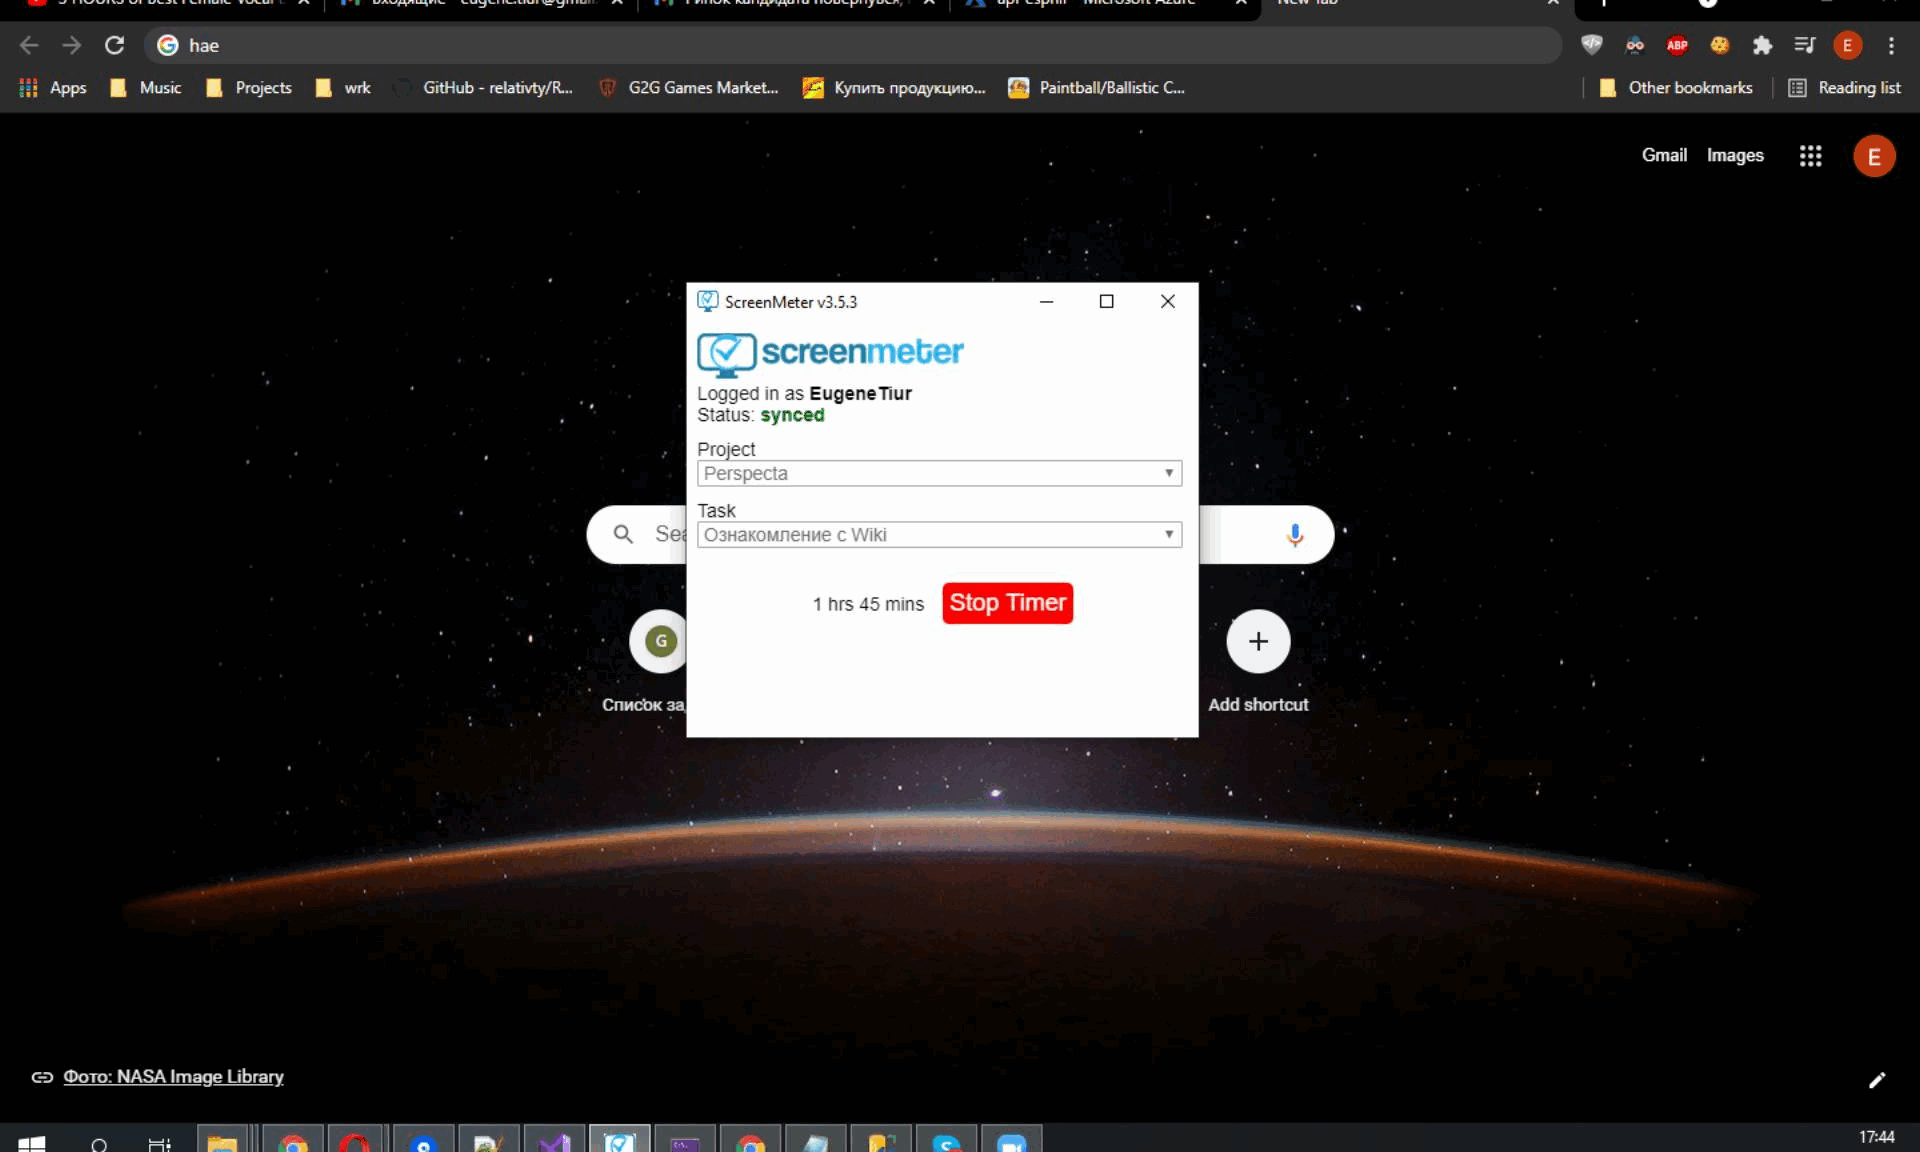 hae
ABP
E
Apps
Music
Projects
wrk
GitHub - relativty/R...
G2G Games Market...
Купить продукцию...
Paintball/Ballistic C...
Other bookmarks
Reading list
Gmail
Images
E
ScreenMeter v3.5.3
screenmeter
Logged in as EugeneTiur
Status: synced
Project
Perspecta
Task
Sea
Ознакомление с Wiki
1 hrs 45 mins
Stop Timer
G
Список за
Add shortcut
Фото: NASA Image Library
17:44